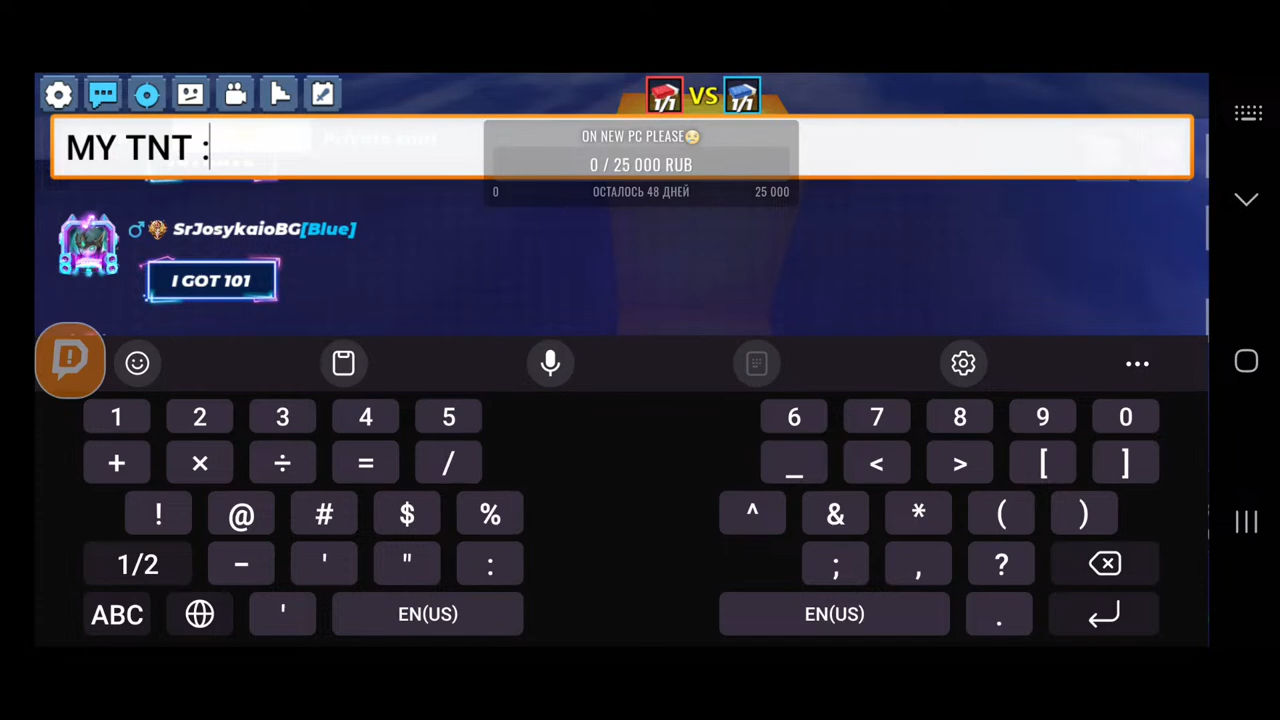 1/1 VS 1/1
MY TNT :
ON NEW PC PLEASE😢
0 / 25 000 RUB
0 ОСТАЛОСЬ 48 ДНЕЙ 25 000
SrJosykaioBG[Blue]
I GOT 101
1 2 3 4 5 6 7 8 9 0
+ × ÷ = / _ < > [ ]
! @ # $ % ^ & * ( )
1/2 - ' " : ; , ?
ABC ' EN(US) EN(US) .